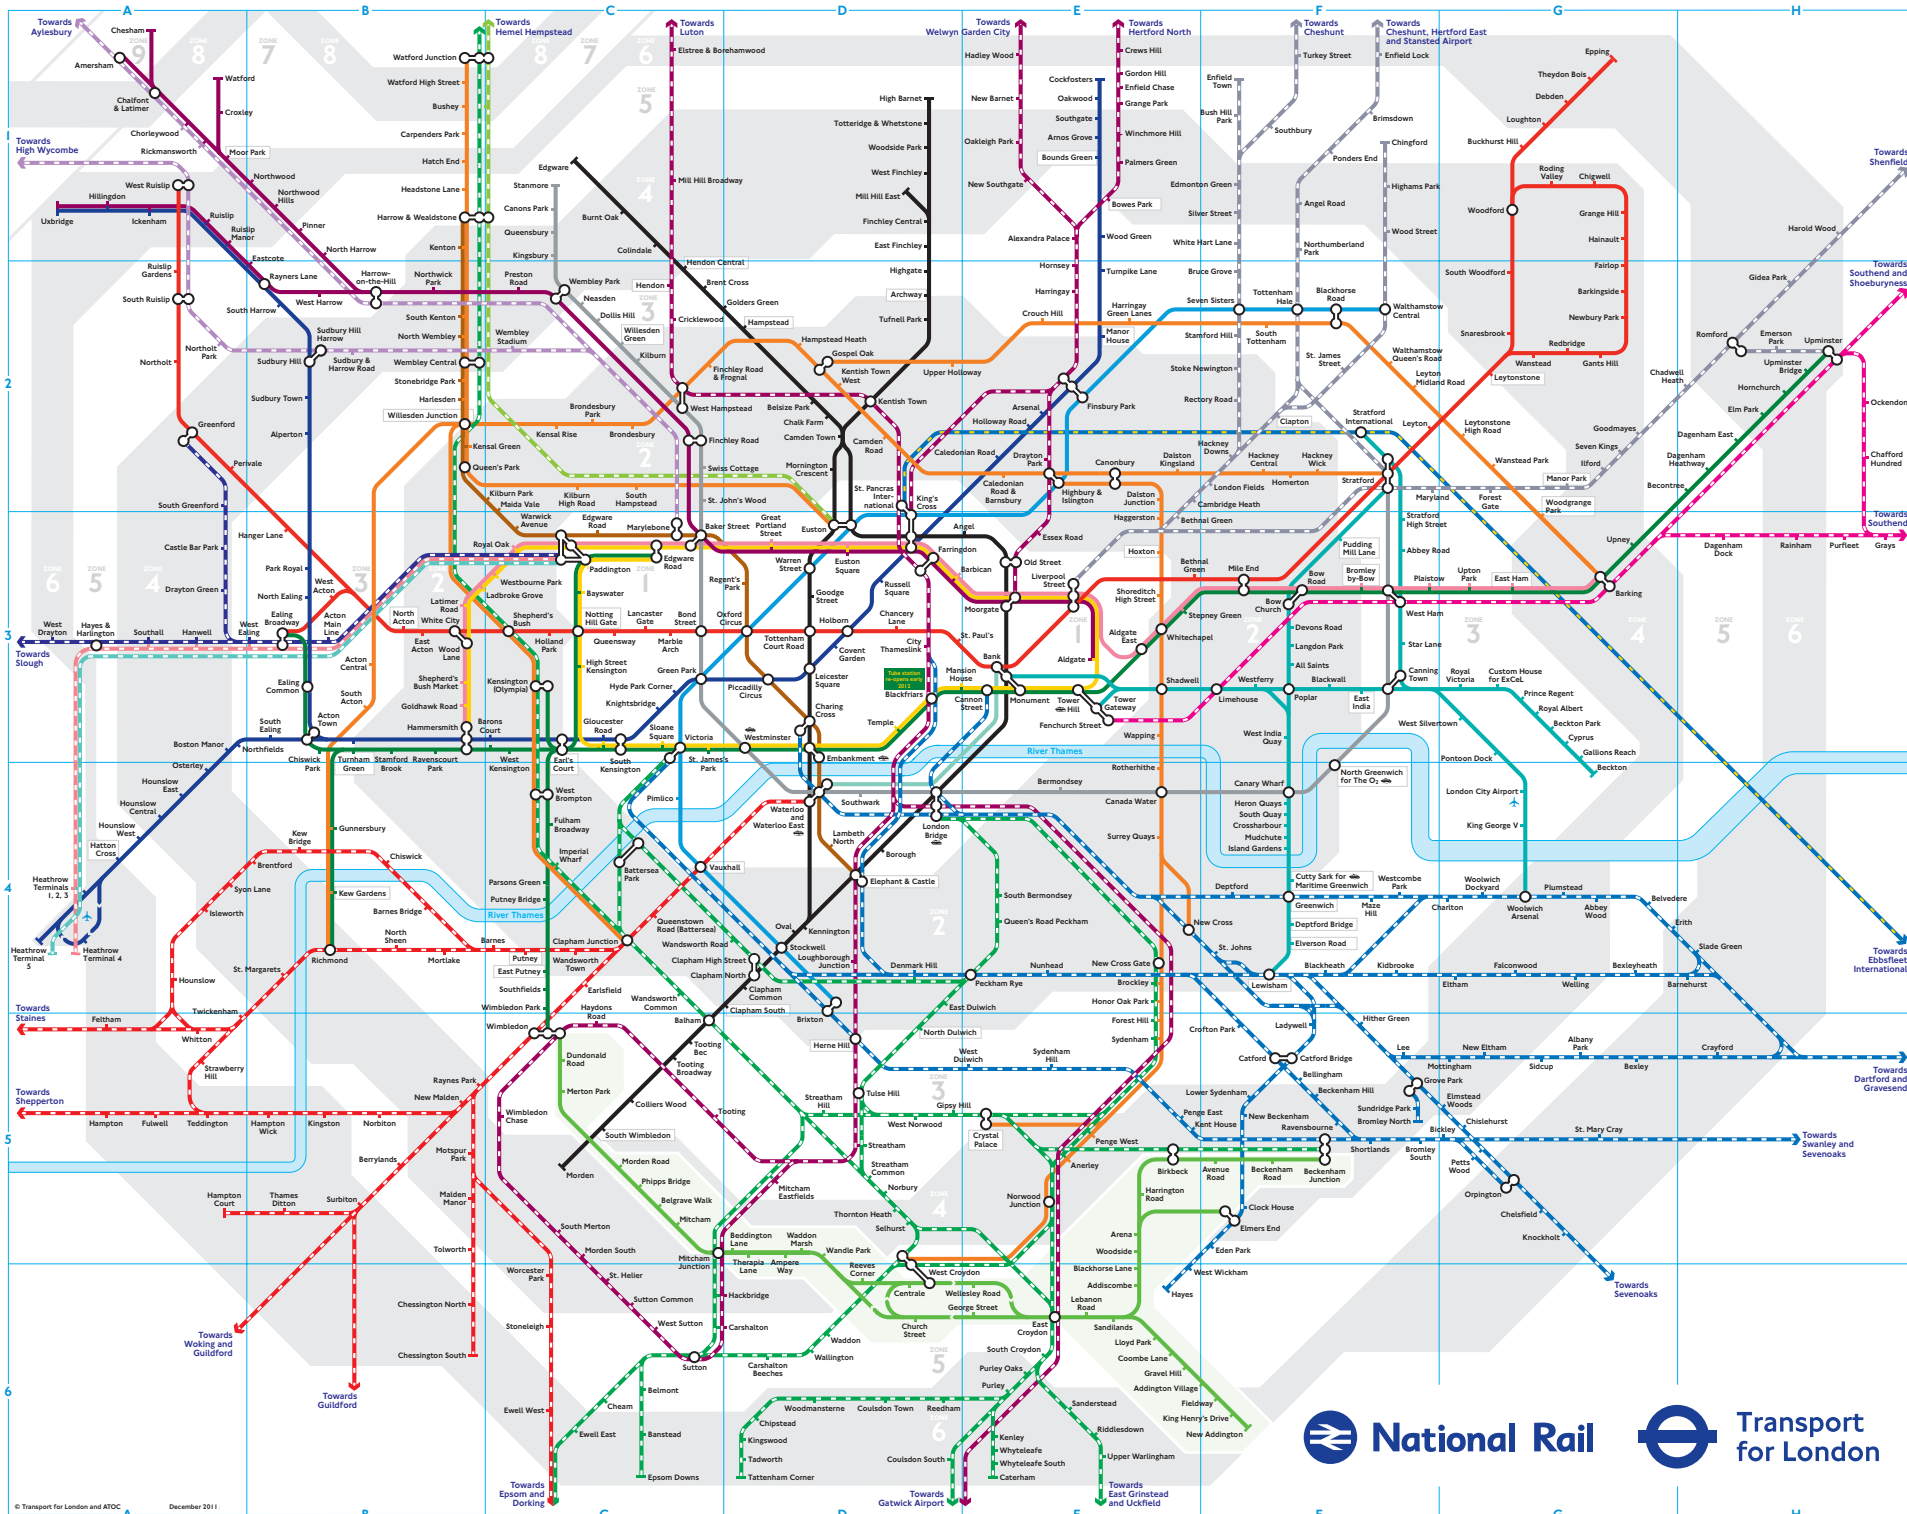 A
B
C
D
E
F
G
H
Towards
Aylesbury
Chesham
Amersham
Chalfont
& Latimer
Watford
Croxley
Chorleywood
Rickmansworth
Moor Park
Towards
High Wycombe
West Ruislip
Hillingdon
Uxbridge
Ickenham
Ruislip
Ruislip
Manor
Eastcote
Northwood
Northwood
Hills
Pinner
North Harrow
Ruislip
Gardens
South Ruislip
Rayners Lane
Harrow-
on-the-Hill
West Harrow
Northwick
Park
Preston
Road
South Harrow
Northolt
Northolt
Park
Sudbury Hill
Harrow
Sudbury Hill
Sudbury &
Harrow Road
Sudbury Town
Alperton
Greenford
Perivale
South Greenford
Hanger Lane
Castle Bar Park
Park Royal
Drayton Green
North Ealing
West
Acton
Towards
Hemel Hempstead
Watford Junction
Watford High Street
Bushey
Carpenders Park
Hatch End
Headstone Lane
Harrow & Wealdstone
Kenton
South Kenton
North Wembley
Wembley Central
Stonebridge Park
Harlesden
Willesden Junction
Kensal Green
Queen's Park
Kilburn Park
Maida Vale
Warwick
Avenue
Edgware
Stanmore
Canons Park
Queensbury
Kingsbury
Burnt Oak
Colindale
Wembley Park
Neasden
Dollis Hill
Willesden
Green
Kilburn
Wembley
Stadium
Brondesbury
Park
Kensal Rise
Brondesbury
Kilburn
High Road
South
Hampstead
Towards
Luton
Elstree & Borehamwood
Mill Hill Broadway
Hendon Central
Hendon
Brent Cross
Golders Green
Hampstead
Cricklewood
Finchley Road
& Frognal
West Hampstead
Finchley Road
Swiss Cottage
St. John's Wood
Hampstead Heath
Gospel Oak
Kentish Town
West
Belsize Park
Chalk Farm
Camden Town
Kentish Town
Camden
Road
Mornington
Crescent
High Barnet
Totteridge & Whetstone
Woodside Park
West Finchley
Mill Hill East
Finchley Central
East Finchley
Highgate
Archway
Tufnell Park
Towards
Welwyn Garden City
Hadley Wood
New Barnet
Oakleigh Park
New Southgate
Alexandra Palace
Hornsey
Harringay
Crouch Hill
Upper Holloway
Cockfosters
Oakwood
Southgate
Arnos Grove
Bounds Green
Wood Green
Turnpike Lane
Harringay
Green Lanes
Manor
House
Finsbury Park
Arsenal
Holloway Road
Caledonian Road
Towards
Hertford North
Crews Hill
Gordon Hill
Enfield Chase
Grange Park
Winchmore Hill
Palmers Green
Bowes Park
Enfield
Town
Bush Hill
Park
Edmonton Green
Silver Street
White Hart Lane
Bruce Grove
Seven Sisters
Stamford Hill
Stoke Newington
Rectory Road
Towards
Cheshunt
Turkey Street
Southbury
Towards
Cheshunt, Hertford East
and Stansted Airport
Enfield Lock
Brimsdown
Ponders End
Angel Road
Northumberland
Park
Chingford
Highams Park
Wood Street
Tottenham
Hale
Blackhorse
Road
Walthamstow
Central
South
Tottenham
St. James
Street
Walthamstow
Queen's Road
Leyton
Midland Road
Leytonstone
High Road
Wanstead Park
Clapton
Hackney
Downs
London Fields
Cambridge Heath
Bethnal Green
Stratford
International
Leyton
Leytonstone
Stratford
Epping
Theydon Bois
Debden
Loughton
Buckhurst Hill
Roding
Valley
Chigwell
Woodford
Grange Hill
Hainault
Fairlop
Barkingside
Newbury Park
South Woodford
Snaresbrook
Wanstead
Redbridge
Gants Hill
Towards
Shenfield
Harold Wood
Gidea Park
Romford
Emerson
Park
Upminster
Upminster
Bridge
Hornchurch
Elm Park
Dagenham East
Dagenham
Heathway
Becontree
Upney
Chadwell
Heath
Goodmayes
Seven Kings
Ilford
Manor Park
Woodgrange
Park
Forest
Gate
Maryland
Towards
Southend and
Shoeburyness
Ockendon
Chafford
Hundred
Towards
Southend
Dagenham
Dock
Rainham
Purfleet
Grays
Drayton
Park
Caledonian
Road &
Barnsbury
Highbury &
Islington
Canonbury
Dalston
Kingsland
Hackney
Central
Homerton
Hackney
Wick
Dalston
Junction
Haggerston
Hoxton
Essex Road
St. Pancras
Inter-
national
King's
Cross
Angel
Old Street
Euston
Great
Portland
Street
Baker Street
Marylebone
Edgware
Road
Edgware
Road
Paddington
Royal Oak
Westbourne Park
Ladbroke Grove
Latimer
Road
White City
Wood
Lane
Shepherd's
Bush
Shepherd's
Bush Market
Goldhawk Road
Hammersmith
Bayswater
Notting
Hill Gate
Lancaster
Gate
Queensway
Bond
Street
Marble
Arch
Oxford
Circus
Regent's
Park
Warren
Street
Euston
Square
Goodge
Street
Russell
Square
Tottenham
Court Road
Holborn
Chancery
Lane
Covent
Garden
Leicester
Square
Farringdon
Barbican
Moorgate
Liverpool
Street
St. Paul's
Bank
City
Thameslink
Tube station
re-opens early
2012
Blackfriars
Mansion
House
Cannon
Street
Monument
Tower
Hill
Tower
Gateway
Fenchurch Street
Aldgate
Aldgate
East
Shoreditch
High Street
Whitechapel
Bethnal
Green
Mile End
Stepney Green
Bow
Road
Bow
Church
Bromley
by-Bow
Pudding
Mill Lane
Stratford
High Street
Abbey Road
Plaistow
Upton
Park
East Ham
Barking
West Ham
Star Lane
Canning
Town
Devons Road
Langdon Park
All Saints
Shadwell
Limehouse
Westferry
Poplar
Blackwall
East
India
Royal
Victoria
Custom House
for ExCeL
Prince Regent
Royal Albert
Beckton Park
Cyprus
Gallions Reach
Beckton
West Silvertown
Pontoon Dock
London City Airport
King George V
West India
Quay
Canary Wharf
Heron Quays
South Quay
Crossharbour
Mudchute
Island Gardens
North Greenwich
for The O2
Cutty Sark for
Maritime Greenwich
Greenwich
Deptford Bridge
Elverson Road
Lewisham
Wapping
Rotherhithe
Canada Water
Surrey Quays
Bermondsey
River Thames
West
Drayton
Hayes &
Harlington
Southall
Hanwell
West
Ealing
Ealing
Broadway
Acton
Main
Line
North
Acton
East
Acton
Holland
Park
Towards
Slough
Acton
Central
South
Acton
Ealing
Common
Acton
Town
South
Ealing
Northfields
Boston Manor
Osterley
Hounslow
East
Hounslow
Central
Hounslow
West
Hatton
Cross
Heathrow
Terminals
1, 2, 3
Heathrow
Terminal
5
Heathrow
Terminal 4
Chiswick
Park
Turnham
Green
Stamford
Brook
Ravenscourt
Park
Barons
Court
West
Kensington
Kensington
(Olympia)
High Street
Kensington
Earl's
Court
Gloucester
Road
South
Kensington
Sloane
Square
Knightsbridge
Hyde Park Corner
Green Park
Piccadilly
Circus
Victoria
St. James's
Park
Westminster
Charing
Cross
Embankment
Temple
Southwark
Waterloo
and
Waterloo East
Lambeth
North
London
Bridge
Borough
Elephant & Castle
Pimlico
Vauxhall
West
Brompton
Fulham
Broadway
Imperial
Wharf
Parsons Green
Putney Bridge
River Thames
Battersea
Park
Queenstown
Road (Battersea)
Clapham Junction
Wandsworth Road
Clapham High Street
Clapham North
Clapham
Common
Clapham South
Oval
Kennington
Stockwell
Loughborough
Junction
Brixton
Denmark Hill
Peckham Rye
Nunhead
South Bermondsey
Queen's Road Peckham
New Cross Gate
New Cross
Deptford
St. Johns
Brockley
Honor Oak Park
Forest Hill
Sydenham
Gunnersbury
Kew Gardens
Kew
Bridge
Brentford
Syon Lane
Isleworth
Hounslow
Chiswick
Barnes Bridge
Barnes
North
Sheen
Mortlake
Richmond
St. Margarets
Twickenham
Whitton
Feltham
Towards
Staines
Strawberry
Hill
Putney
East Putney
Southfields
Wimbledon Park
Wimbledon
Wandsworth
Town
Earlsfield
Haydons
Road
Wandsworth
Common
Balham
Tooting
Bec
Tooting
Broadway
Colliers Wood
South Wimbledon
Morden
Tooting
Herne Hill
East Dulwich
North Dulwich
West
Dulwich
Sydenham
Hill
Tulse Hill
Streatham
Hill
West Norwood
Gipsy Hill
Crystal
Palace
Streatham
Streatham
Common
Norbury
Thornton Heath
Selhurst
Westcombe
Park
Maze
Hill
Charlton
Woolwich
Dockyard
Woolwich
Arsenal
Plumstead
Abbey
Wood
Belvedere
Erith
Slade Green
Barnehurst
Bexleyheath
Welling
Falconwood
Eltham
Kidbrooke
Blackheath
Towards
Ebbsfleet
International
Hither Green
Ladywell
Crofton Park
Catford
Catford Bridge
Bellingham
Beckenham Hill
Lower Sydenham
Penge East
Kent House
New Beckenham
Ravensbourne
Lee
Mottingham
New Eltham
Sidcup
Albany
Park
Bexley
Crayford
Towards
Dartford and
Gravesend
Grove Park
Sundridge Park
Bromley North
Elmstead
Woods
Chislehurst
Bickley
Bromley
South
Shortlands
Petts
Wood
Orpington
St. Mary Cray
Chelsfield
Knockholt
Towards
Swanley and
Sevenoaks
Towards
Sevenoaks
Penge West
Anerley
Norwood
Junction
Birkbeck
Avenue
Road
Beckenham
Road
Beckenham
Junction
Harrington
Road
Arena
Woodside
Blackhorse Lane
Addiscombe
Clock House
Elmers End
Eden Park
West Wickham
Hayes
Towards
Shepperton
Hampton
Fulwell
Teddington
Hampton
Wick
Kingston
Norbiton
New Malden
Raynes Park
Hampton
Court
Thames
Ditton
Surbiton
Berrylands
Motspur
Park
Malden
Manor
Tolworth
Chessington North
Chessington South
Worcester
Park
Stoneleigh
Ewell West
Towards
Woking and
Guildford
Towards
Guildford
Wimbledon
Chase
South Merton
Morden South
St. Helier
Sutton Common
West Sutton
Sutton
Dundonald
Road
Merton Park
Morden Road
Phipps Bridge
Belgrave Walk
Mitcham
Mitcham
Junction
Mitcham
Eastfields
Beddington
Lane
Therapia
Lane
Ampere
Way
Waddon
Marsh
Wandle Park
Reeves
Corner
Centrale
West Croydon
Wellesley Road
George Street
Church
Street
East
Croydon
Lebanon
Road
Sandilands
Lloyd Park
Coombe Lane
Gravel Hill
Addington Village
Fieldway
King Henry's Drive
New Addington
Hackbridge
Carshalton
Carshalton
Beeches
Wallington
Waddon
Belmont
Banstead
Epsom Downs
Cheam
Ewell East
Towards
Epsom and
Dorking
South Croydon
Purley Oaks
Purley
Reedham
Coulsdon Town
Woodmansterne
Chipstead
Kingswood
Tadworth
Tattenham Corner
Coulsdon South
Kenley
Whyteleafe
Whyteleafe South
Caterham
Sanderstead
Riddlesdown
Upper Warlingham
Towards
Gatwick Airport
Towards
East Grinstead
and Uckfield
National Rail
Transport
for London
© Transport for London and ATOC
December 2011